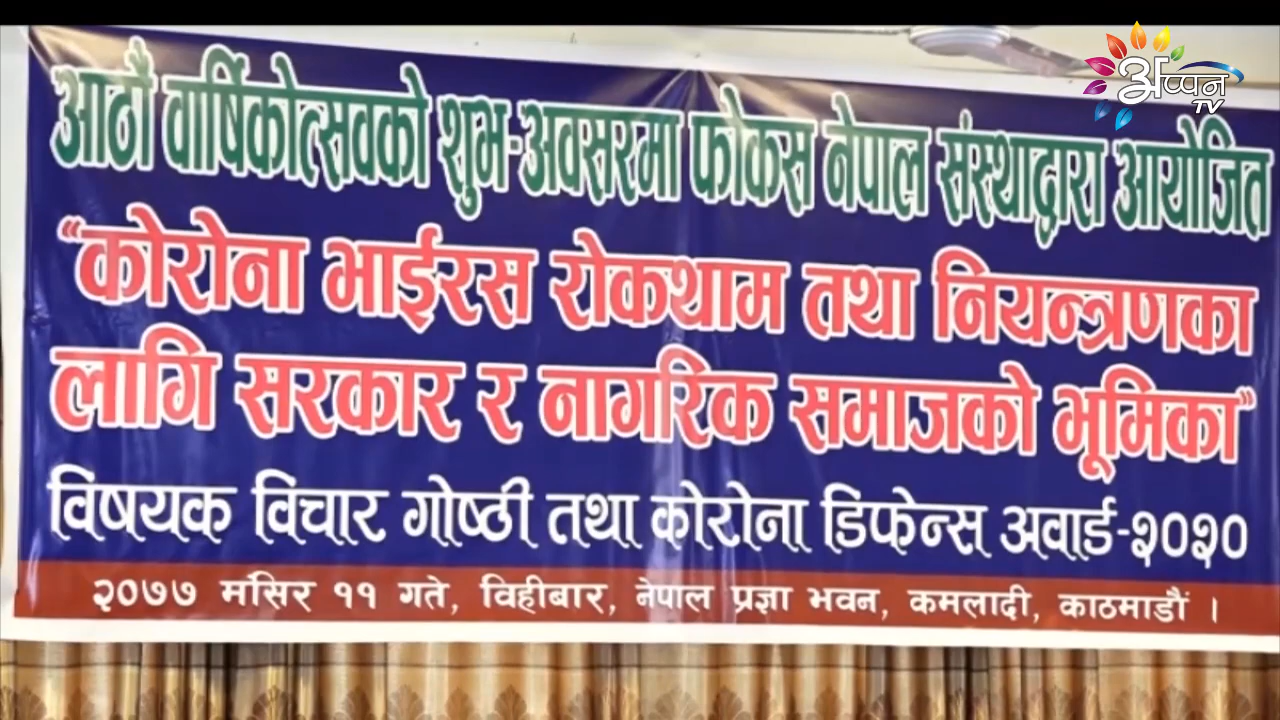 अप्पन
TV
आठौं वार्षिकोत्सवको शुभ-अवसरमा फोकस नेपाल संस्थाद्वारा आयोजित
“कोरोना भाईरस रोकथाम तथा नियन्त्रणका
लागि सरकार र नागरिक समाजको भूमिका”
विषयक विचार गोष्ठी तथा कोरोना डिफेन्स अवार्ड-२०२०
२०७७ मंसिर ११ गते, विहीबार, नेपाल प्रज्ञा भवन, कमलादी, काठमाडौं ।